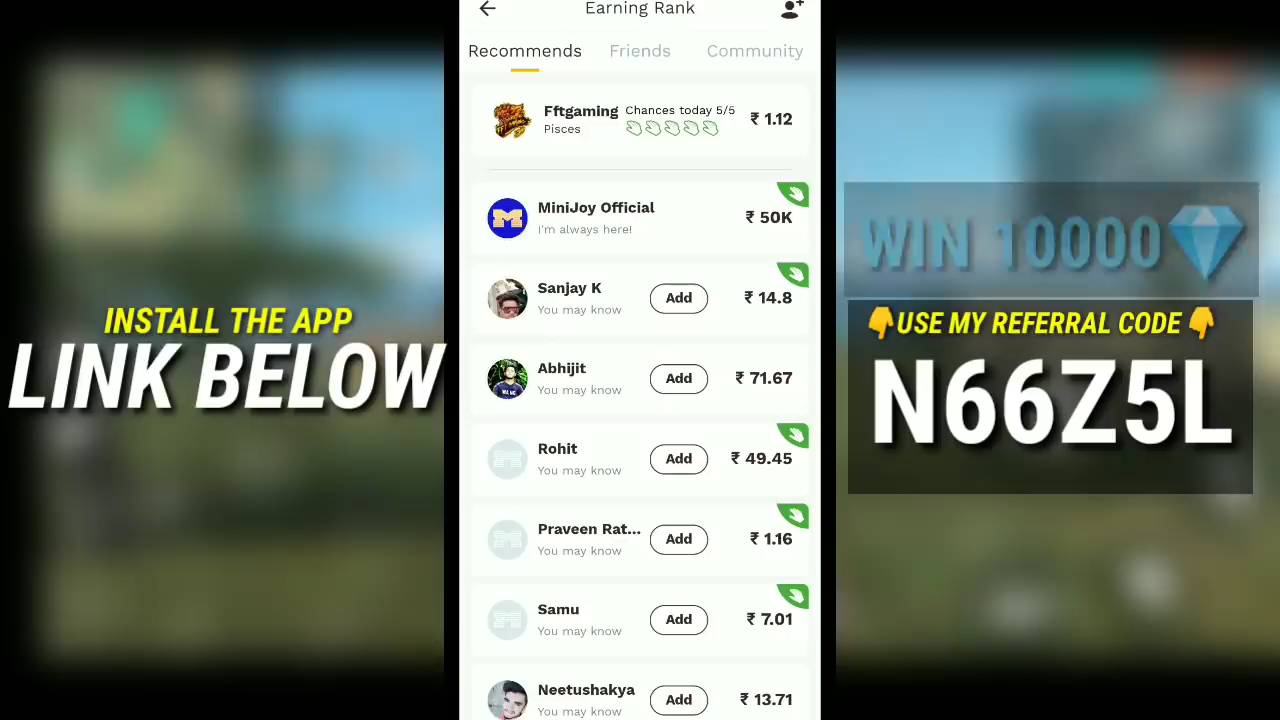 Earning Rank
Recommends Friends Community
Fftgaming Chances today 5/5 ₹ 1.12
Pisces
MiniJoy Official ₹ 50K
I'm always here!
Sanjay K Add ₹ 14.8
You may know
Abhijit Add ₹ 71.67
You may know
Rohit Add ₹ 49.45
You may know
Praveen Rat... Add ₹ 1.16
You may know
Samu Add ₹ 7.01
You may know
Neetushakya Add ₹ 13.71
You may know
INSTALL THE APP
LINK BELOW
WIN 10000💎
👇USE MY REFERRAL CODE👇
N66Z5L